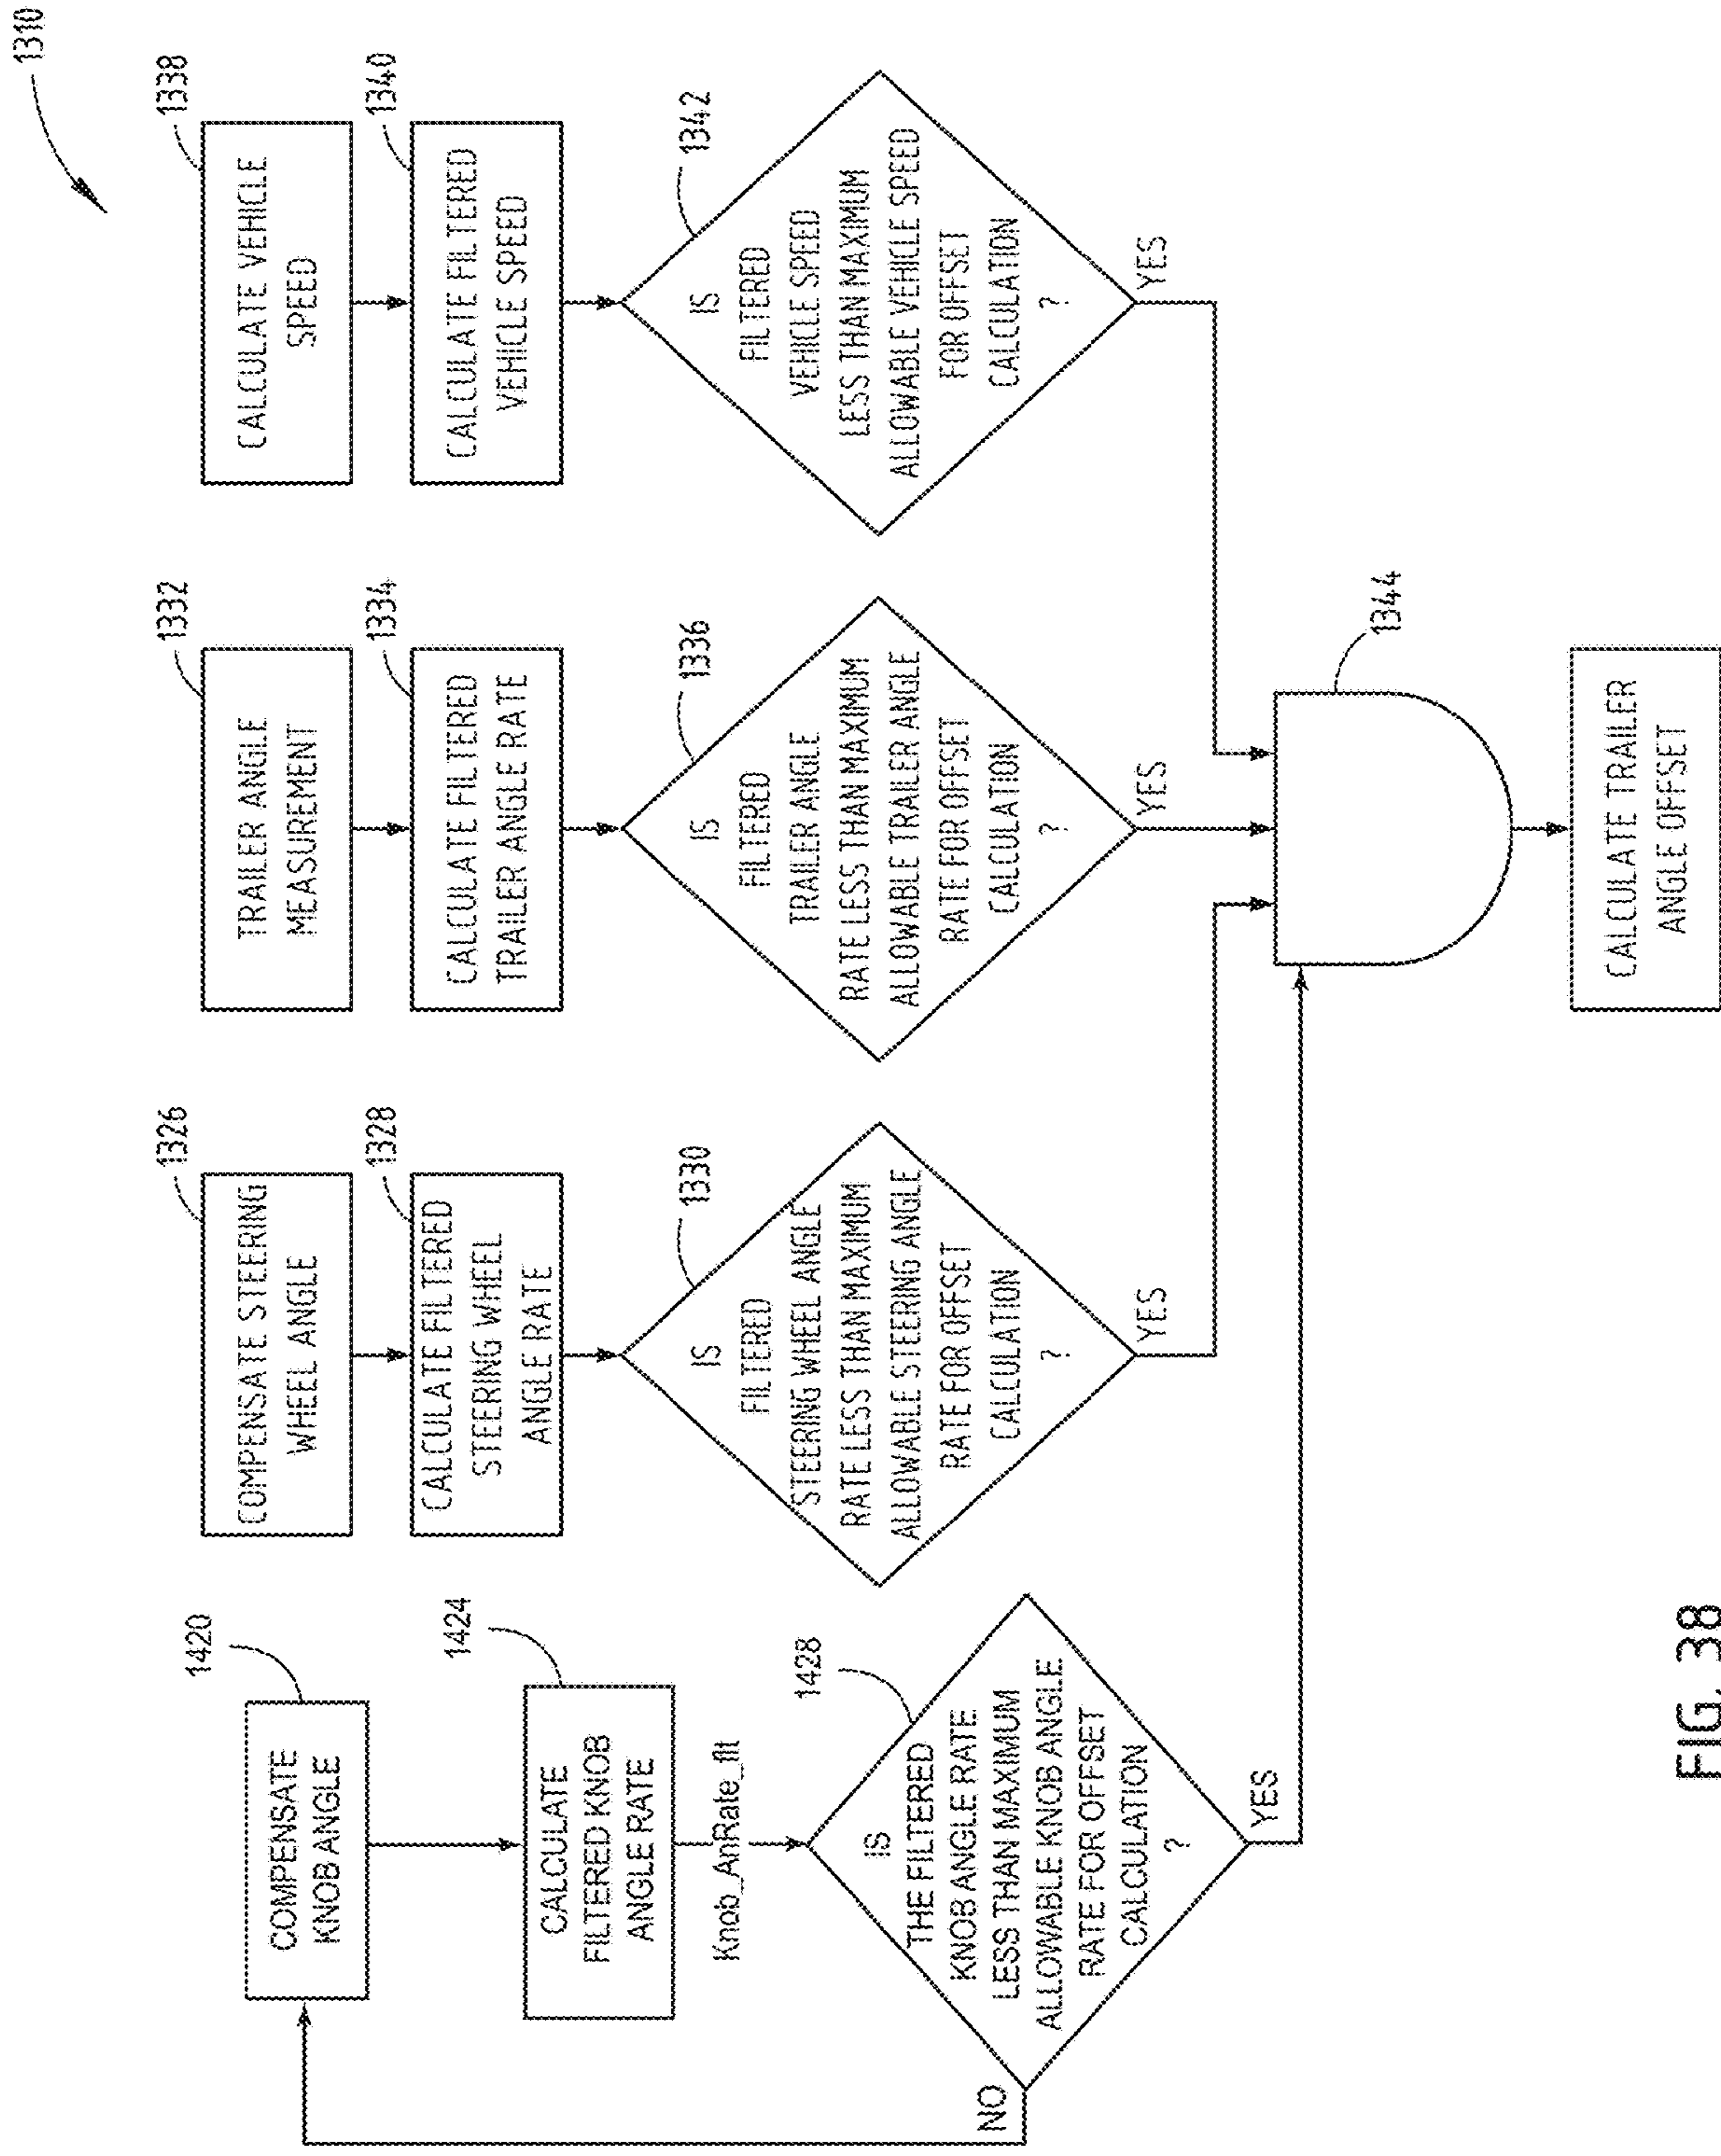 1310
1420
COMPENSATE
KNOB ANGLE
1424
CALCULATE
FILTERED KNOB
ANGLE RATE
Knob_AnRate_flt
1428
IS
THE FILTERED
KNOB ANGLE RATE
LESS THAN MAXIMUM
ALLOWABLE KNOB ANGLE
RATE FOR OFFSET
CALCULATION
?
NO
YES
1326
COMPENSATE STEERING
WHEEL ANGLE
1328
CALCULATE FILTERED
STEERING WHEEL
ANGLE RATE
1330
IS
FILTERED
STEERING WHEEL ANGLE
RATE LESS THAN MAXIMUM
ALLOWABLE STEERING ANGLE
RATE FOR OFFSET
CALCULATION
?
YES
1332
TRAILER ANGLE
MEASUREMENT
1334
CALCULATE FILTERED
TRAILER ANGLE RATE
1336
IS
FILTERED
TRAILER ANGLE
RATE LESS THAN MAXIMUM
ALLOWABLE TRAILER ANGLE
RATE FOR OFFSET
CALCULATION
?
YES
1338
CALCULATE VEHICLE
SPEED
1340
CALCULATE FILTERED
VEHICLE SPEED
1342
IS
FILTERED
VEHICLE SPEED
LESS THAN MAXIMUM
ALLOWABLE VEHICLE SPEED
FOR OFFSET
CALCULATION
?
YES
1344
CALCULATE TRAILER
ANGLE OFFSET
FIG. 38